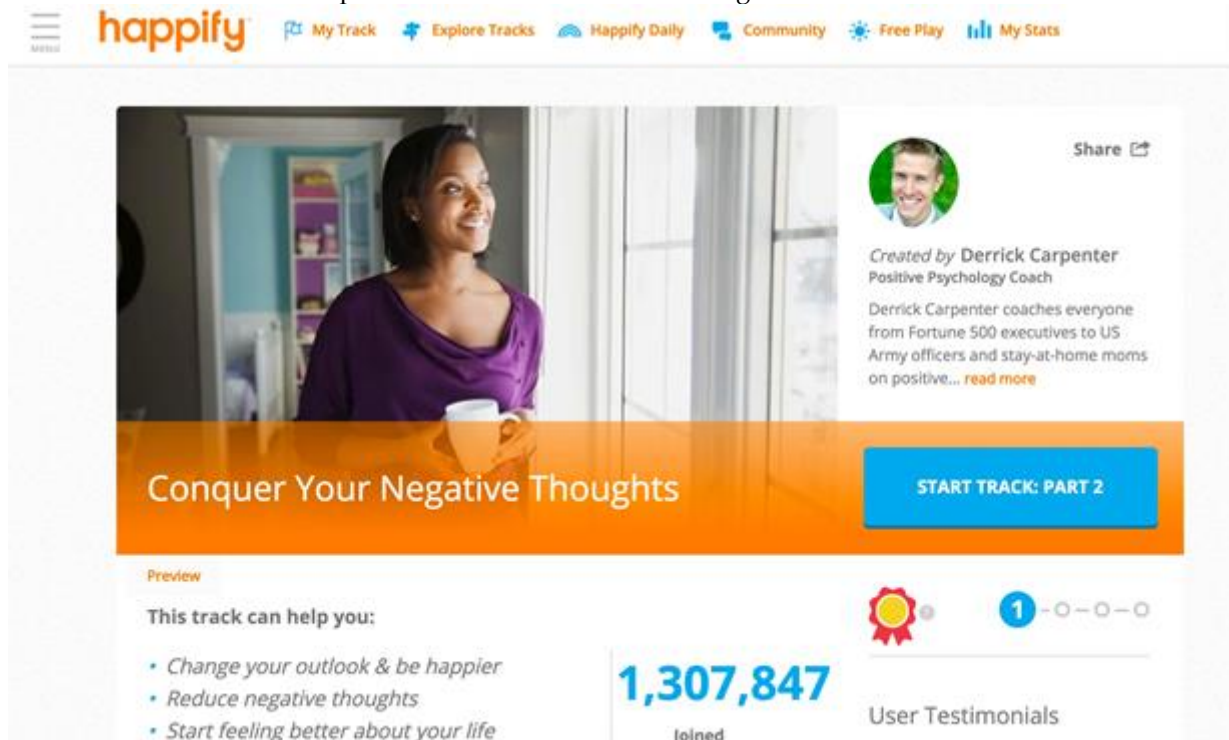 MENU
happify My Track Explore Tracks Happify Daily Community Free Play My Stats
Share
Created by Derrick Carpenter
Positive Psychology Coach
Derrick Carpenter coaches everyone
from Fortune 500 executives to US
Army officers and stay-at-home moms
on positive... read more
Conquer Your Negative Thoughts
START TRACK: PART 2
Preview
This track can help you:
• Change your outlook & be happier
• Reduce negative thoughts
• Start feeling better about your life
1,307,847
Joined
1
User Testimonials